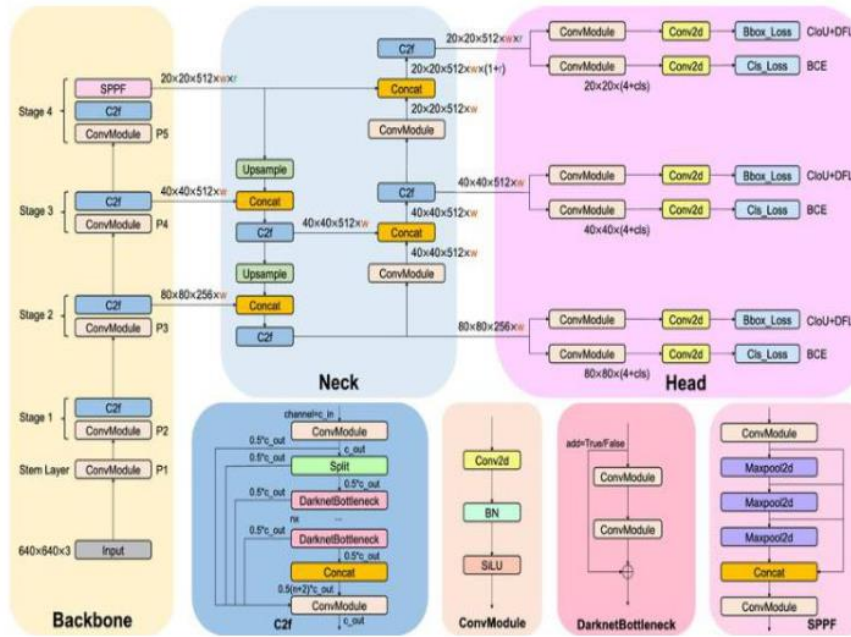 SPPF
C2f
ConvModule
Stage 4
P5
20×20×512×w×r
C2f
ConvModule
Stage 3
P4
40×40×512×w
C2f
ConvModule
Stage 2
P3
80×80×256×w
C2f
ConvModule
Stage 1
P2
Stem Layer
ConvModule
P1
640×640×3
Input
Backbone
Upsample
Concat
C2f
40×40×512×w
Upsample
Concat
C2f
C2f
20×20×512×w×r
20×20×512×w×(1+r)
Concat
20×20×512×w
ConvModule
C2f
40×40×512×w
40×40×512×w
Concat
40×40×512×w
ConvModule
80×80×256×w
Neck
ConvModule
Conv2d
Bbox_Loss
CIoU+DFL
ConvModule
Conv2d
Cls_Loss
BCE
20×20×(4+cls)
ConvModule
Conv2d
Bbox_Loss
CIoU+DFL
ConvModule
Conv2d
Cls_Loss
BCE
40×40×(4+cls)
ConvModule
Conv2d
Bbox_Loss
CIoU+DFL
ConvModule
Conv2d
Cls_Loss
BCE
80×80×(4+cls)
Head
channel=c_in
ConvModule
0.5*c_out
c_out
0.5*c_out
Split
0.5*c_out
0.5*c_out
DarknetBottleneck
nx
...
0.5*c_out
DarknetBottleneck
0.5*c_out
Concat
0.5(n+2)*c_out
ConvModule
C2f
c_out
Conv2d
BN
SiLU
ConvModule
add=True/False
ConvModule
ConvModule
DarknetBottleneck
ConvModule
Maxpool2d
Maxpool2d
Maxpool2d
Concat
ConvModule
SPPF